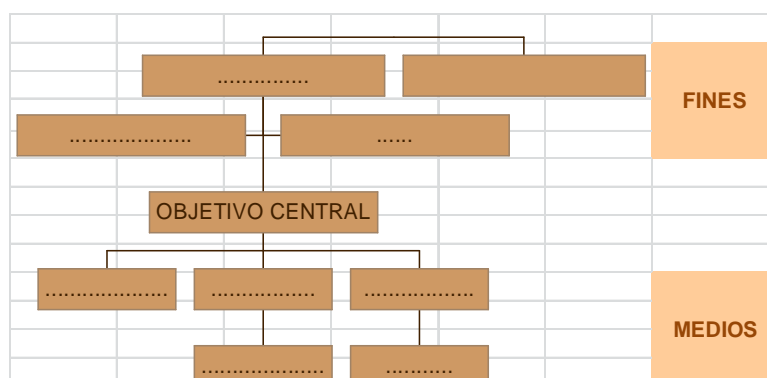 ...............
FINES
....................
......
OBJETIVO CENTRAL
....................
.................
..................
MEDIOS
....................
...........